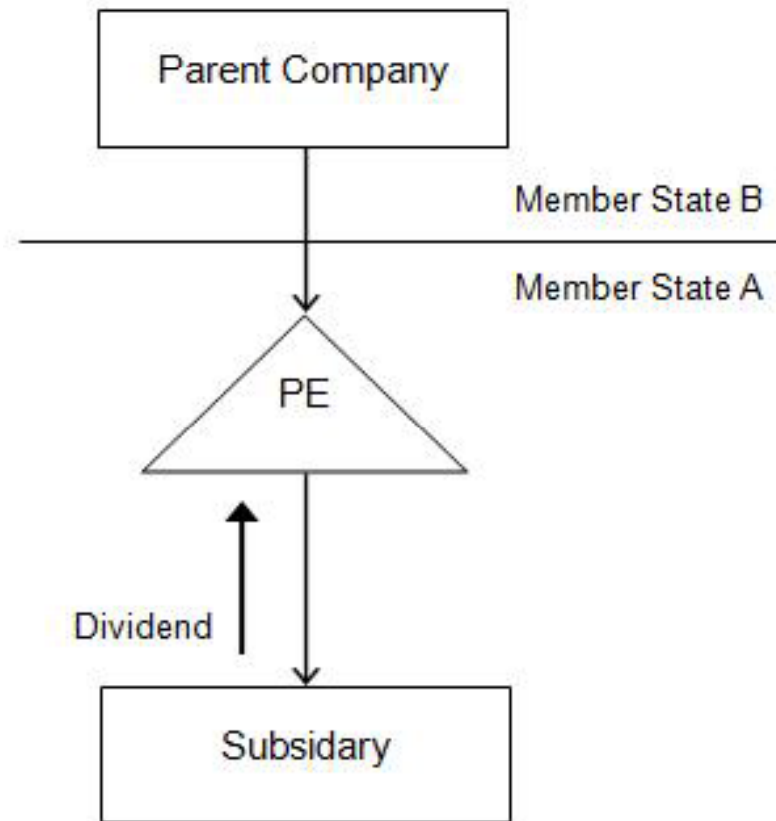 Parent Company
Member State B
Member State A
PE
Dividend
Subsidary